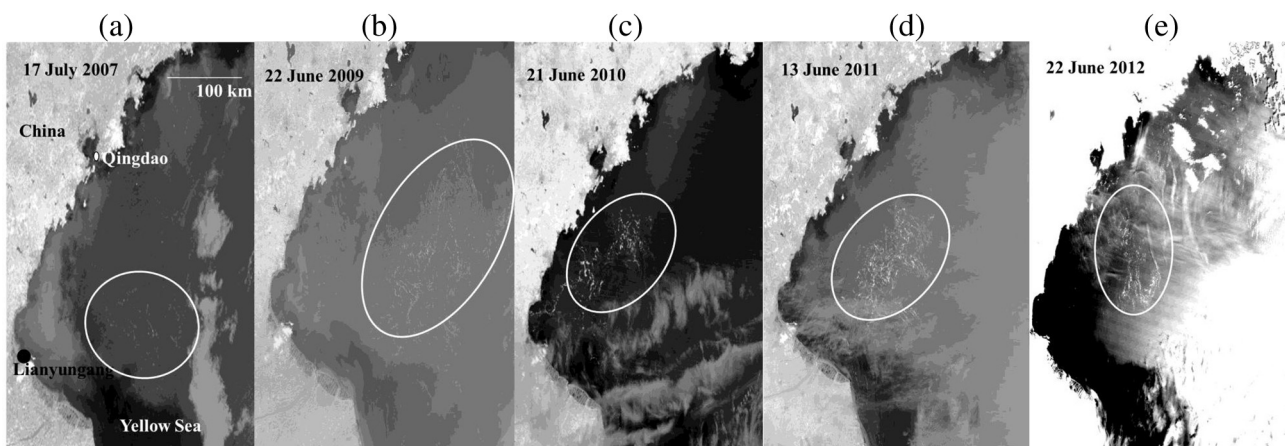 (a)
(b)
(c)
(d)
(e)
17 July 2007
22 June 2009
21 June 2010
13 June 2011
22 June 2012
100 km
China
Qingdao
Lianyungang
Yellow Sea